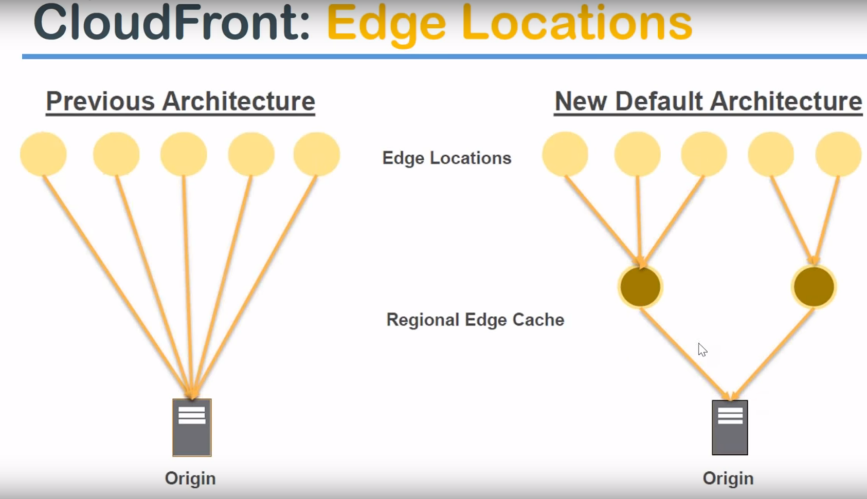 CloudFront: Edge Locations
Previous Architecture
New Default Architecture
Edge Locations
Regional Edge Cache
Origin
Origin